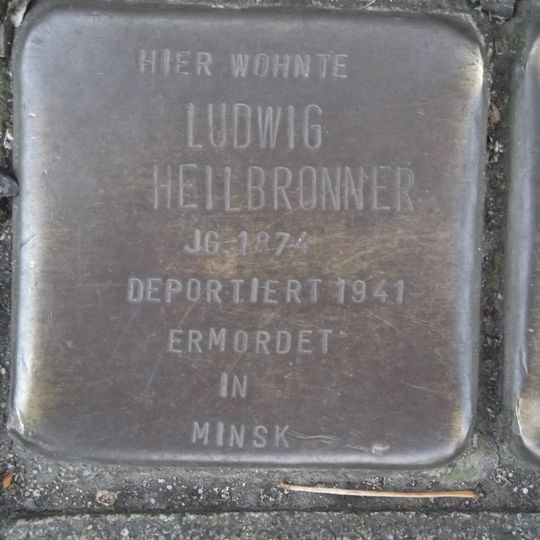 HIER WOHNTE
LUDWIG
HEILBRONNER
JG. 1874
DEPORTIERT 1941
ERMORDET
IN
MINSK